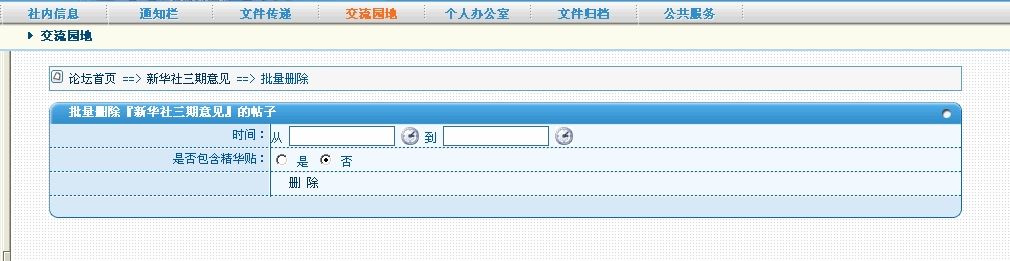 社内信息 通知栏 文件传递 交流园地 个人办公室 文件归档 公共服务
交流园地
论坛首页 ==> 新华社三期意见 ==> 批量删除
批量删除『新华社三期意见』的帖子
时间：从 到
是否包含精华贴： 是 否
删 除